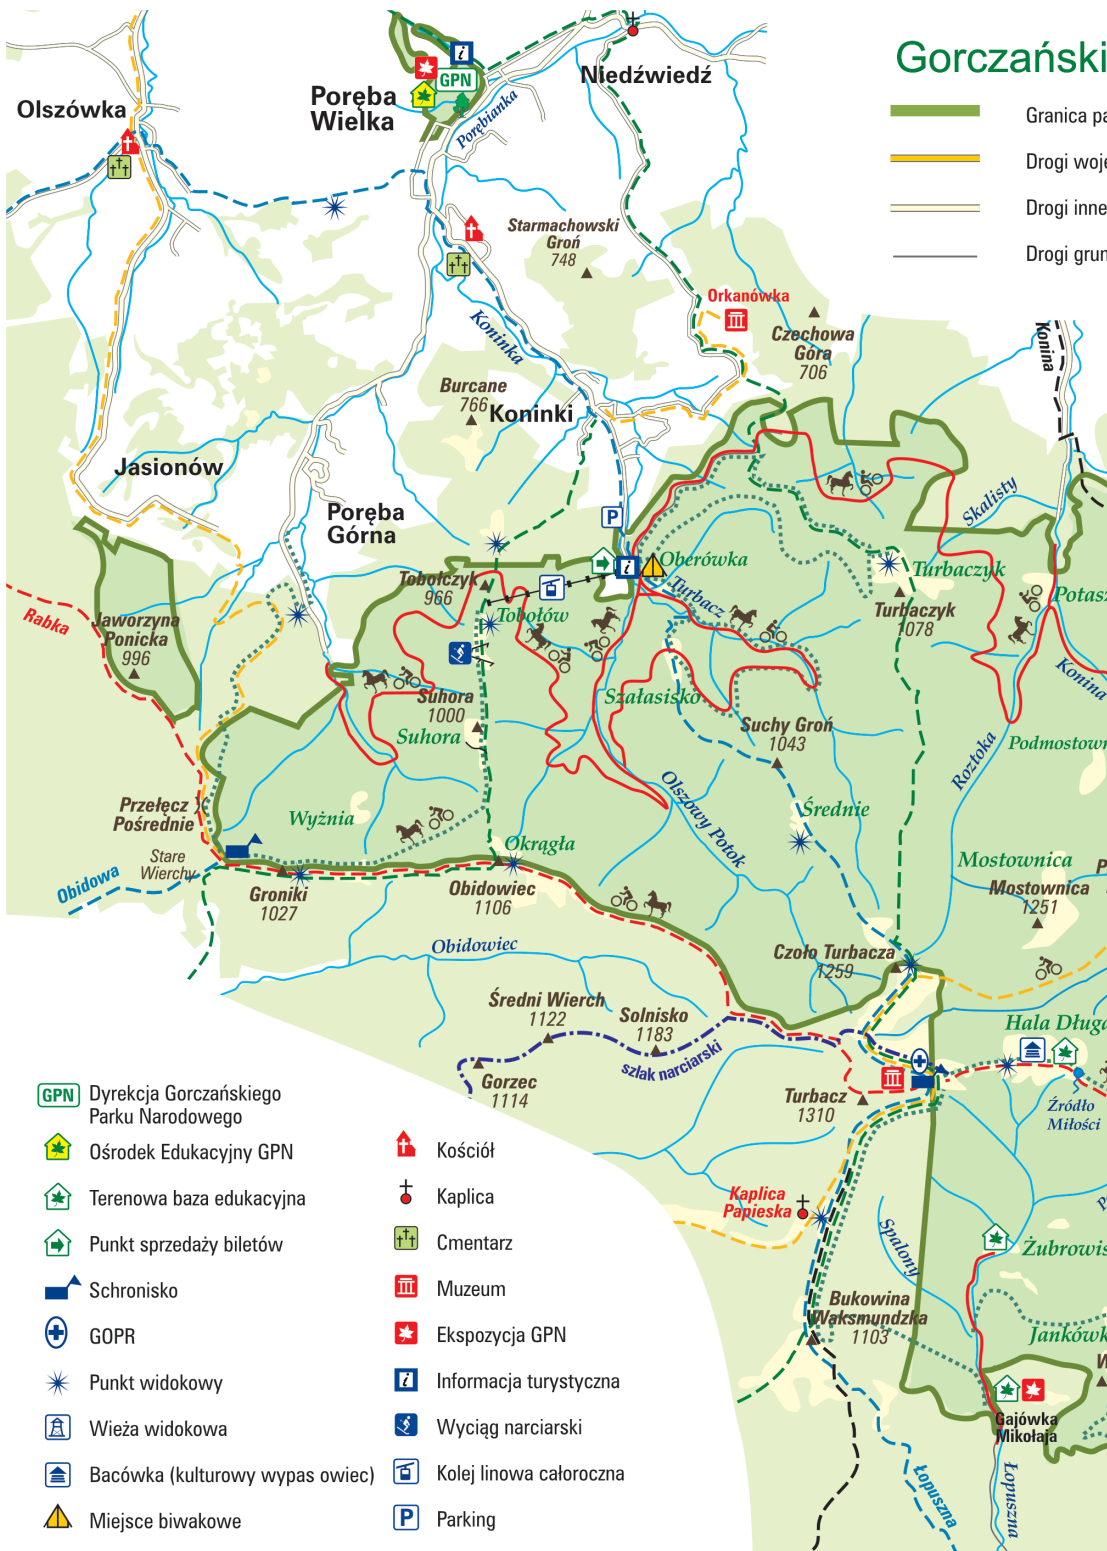 Gorczański
Granica pa
Drogi woje
Drogi inne
Drogi grun
Olszówka
Poręba
Wielka
GPN
i
Niedźwiedź
Porębianka
Starmachowski
Groń
748
Orkanówka
Czechowa
Góra
706
Konina
Koninka
Burcane
766
Koninki
Jasionów
Poręba
Górna
P
Skalisty
Oberówka
i
Turbacz
Turbaczyk
Turbaczyk
1078
Potasz
Tobołczyk
966
Tobołów
Rabka
Jaworzyna
Ponicka
996
Konina
Szałasisko
Suhora
1000
Suhora
Suchy Groń
1043
Podmostown
Roztoka
Przełęcz
Pośrednie
Wyżnia
Olszowy Potok
Średnie
Stare
Wierchy
Okrągła
Mostownica
Mostownica
1251
P
Obidowa
Groniki
1027
Obidowiec
1106
Obidowiec
Czoło Turbacza
1259
Średni Wierch
1122
Solnisko
1183
Hala Długa
szlak narciarski
Gorzec
1114
Turbacz
1310
Źródło
Miłości
Kaplica
Papieska
P
Spalony
Żubrowis
Bukowina
Waksmundzka
1103
Jankówk
W
Gajówka
Mikołaja
Łopuszna
Łopuszna
GPN
Dyrekcja Gorczańskiego
Parku Narodowego
Ośrodek Edukacyjny GPN
Terenowa baza edukacyjna
Punkt sprzedaży biletów
Schronisko
GOPR
Punkt widokowy
Wieża widokowa
Bacówka (kulturowy wypas owiec)
Miejsce biwakowe
Kościół
Kaplica
Cmentarz
Muzeum
Ekspozycja GPN
i
Informacja turystyczna
Wyciąg narciarski
Kolej linowa całoroczna
P
Parking